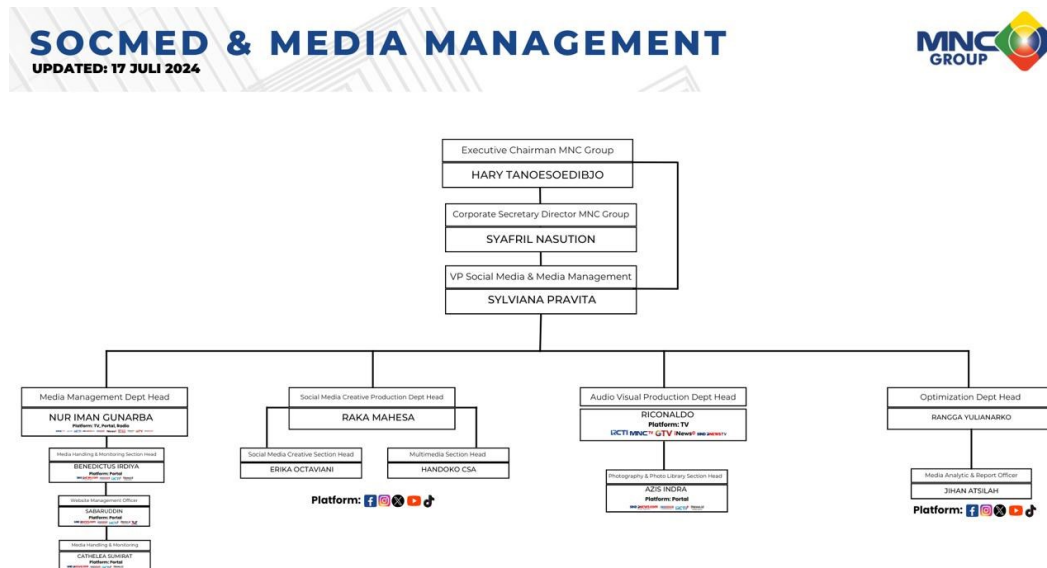 SOCMED & MEDIA MANAGEMENT
UPDATED: 17 JULI 2024
MNC
GROUP
Executive Chairman MNC Group
HARY TANOESOEDIBJO
Corporate Secretary Director MNC Group
SYAFRIL NASUTION
VP Social Media & Media Management
SYLVIANA PRAVITA
Media Management Dept Head
NUR IMAN GUNARBA
Platform: TV, Portal, Radio
Media Handling & Monitoring Section Head
BENEDICTUS IRDIYA
Platform: Portal
Website Management Officer
SABARUDDIN
Platform: Portal
Media Handling & Monitoring
CATHELEA SUMIRAT
Platform: Portal
Social Media Creative Production Dept Head
RAKA MAHESA
Social Media Creative Section Head
ERIKA OCTAVIANI
Multimedia Section Head
HANDOKO CSA
Platform:
Audio Visual Production Dept Head
RICONALDO
Platform: TV
RCTI MNCTV GTV iNews
Photography & Photo Library Section Head
AZIS INDRA
Platform: Portal
Optimization Dept Head
RANGGA YULIANARKO
Media Analytic & Report Officer
JIHAN ATSILAH
Platform: